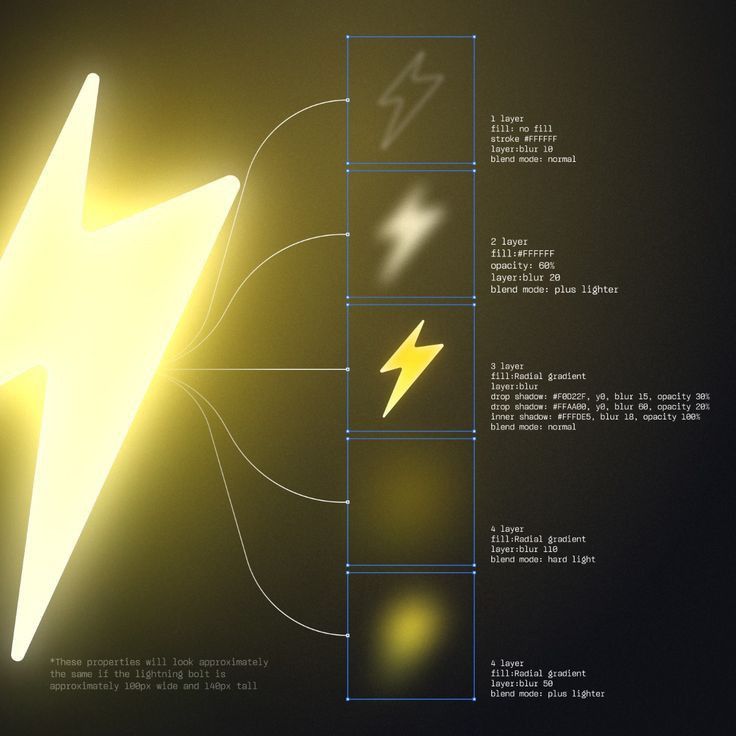 1 layer
fill: no fill
stroke #FFFFFF
layer:blur 10
blend mode: normal
2 layer
fill:#FFFFFF
opacity: 60%
layer:blur 20
blend mode: plus lighter
3 layer
fill:Radial gradient
layer:blur
drop shadow: #F0D22F, y0, blur 15, opacity 30%
drop shadow: #FFAA00, y0, blur 60, opacity 20%
inner shadow: #FFFDE5, blur 18, opacity 100%
blend mode: normal
4 layer
fill:Radial gradient
layer:blur 110
blend mode: hard light
4 layer
fill:Radial gradient
layer:blur 50
blend mode: plus lighter
*These properties will look approximately
the same if the lightning bolt is
approximately 100px wide and 140px tall